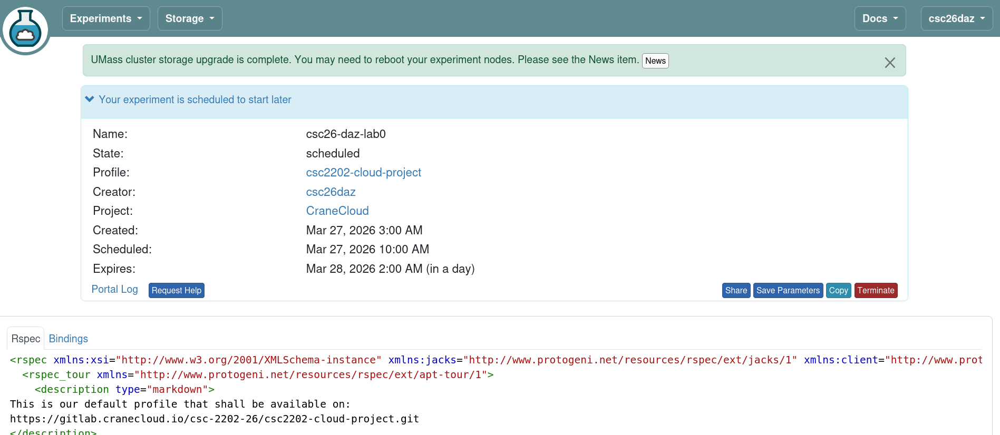 Experiments Storage Docs csc26daz
UMass cluster storage upgrade is complete. You may need to reboot your experiment nodes. Please see the News item. News
Your experiment is scheduled to start later
Name: csc26-daz-lab0
State: scheduled
Profile: csc2202-cloud-project
Creator: csc26daz
Project: CraneCloud
Created: Mar 27, 2026 3:00 AM
Scheduled: Mar 27, 2026 10:00 AM
Expires: Mar 28, 2026 2:00 AM (in a day)
Portal Log Request Help Share Save Parameters Copy Terminate
Rspec Bindings
<rspec xmlns:xsi="http://www.w3.org/2001/XMLSchema-instance" xmlns:jacks="http://www.protogeni.net/resources/rspec/ext/jacks/1" xmlns:client="http://www.prot
<rspec_tour xmlns="http://www.protogeni.net/resources/rspec/ext/apt-tour/1">
<description type="markdown">
This is our default profile that shall be available on:
https://gitlab.cranecloud.io/csc-2202-26/csc2202-cloud-project.git
</description>